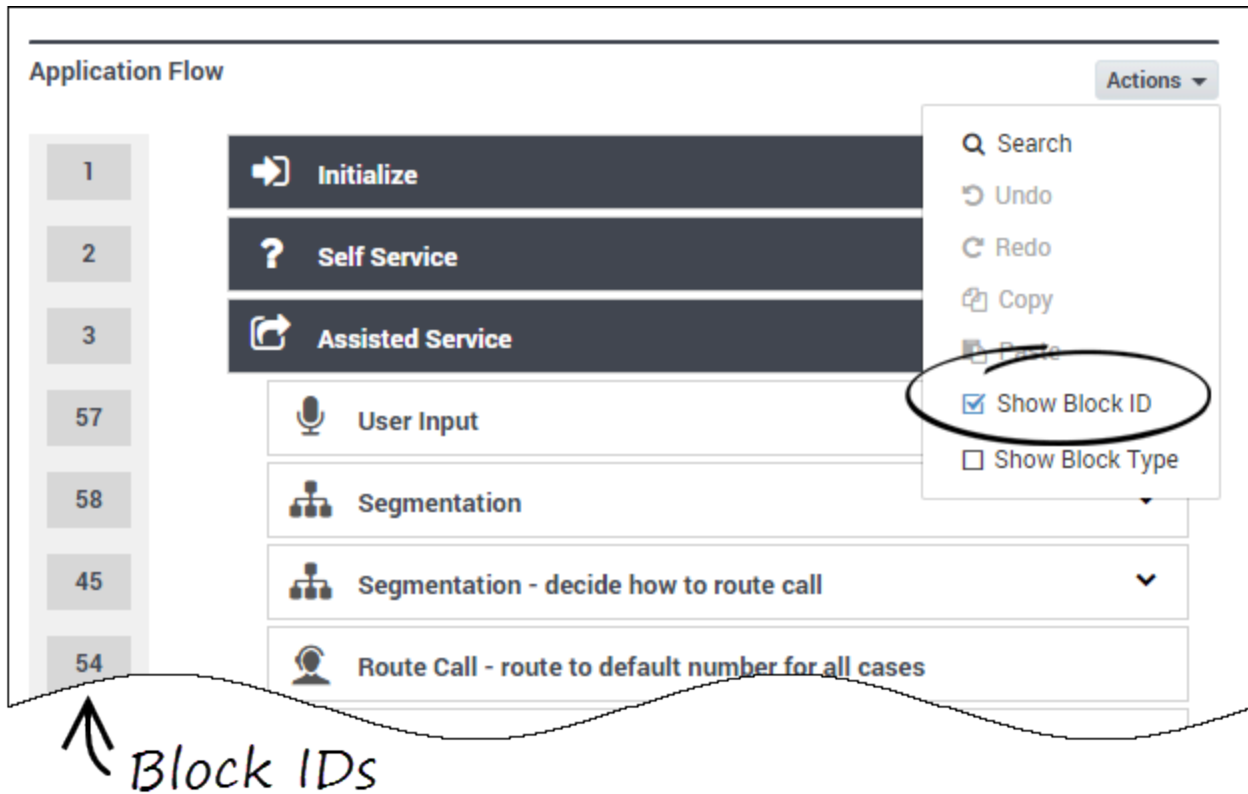 Application Flow
Actions
Search
1 Initialize
Undo
2 Self Service
Redo
Copy
3 Assisted Service
Paste
Show Block ID
57 User Input
Show Block Type
58 Segmentation
45 Segmentation - decide how to route call
54 Route Call - route to default number for all cases
Block IDs